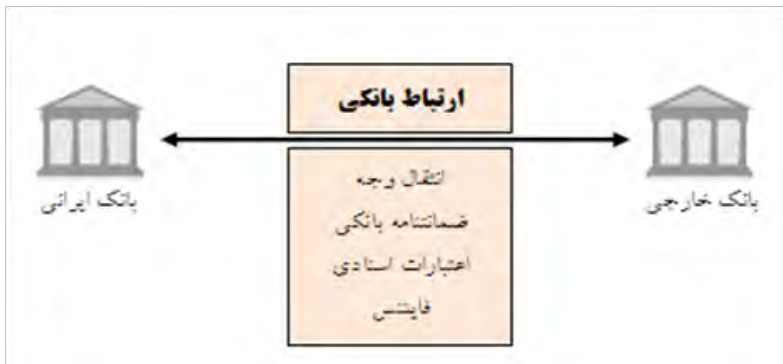 ارتباط بانکی
بانک خارجی
بانک ایرانی
انتقال وجه
ضمانتنامه بانکی
اعتبارات اسنادی
فاینانس